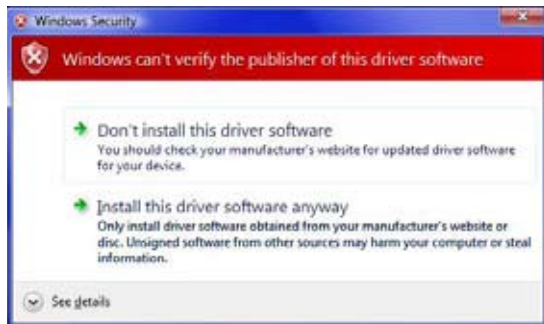 Windows Security
Windows can't verify the publisher of this driver software
Don't install this driver software
You should check your manufacturer's website for updated driver software
for your device.
Install this driver software anyway
Only install driver software obtained from your manufacturer's website or
disc. Unsigned software from other sources may harm your computer or steal
information.
See details